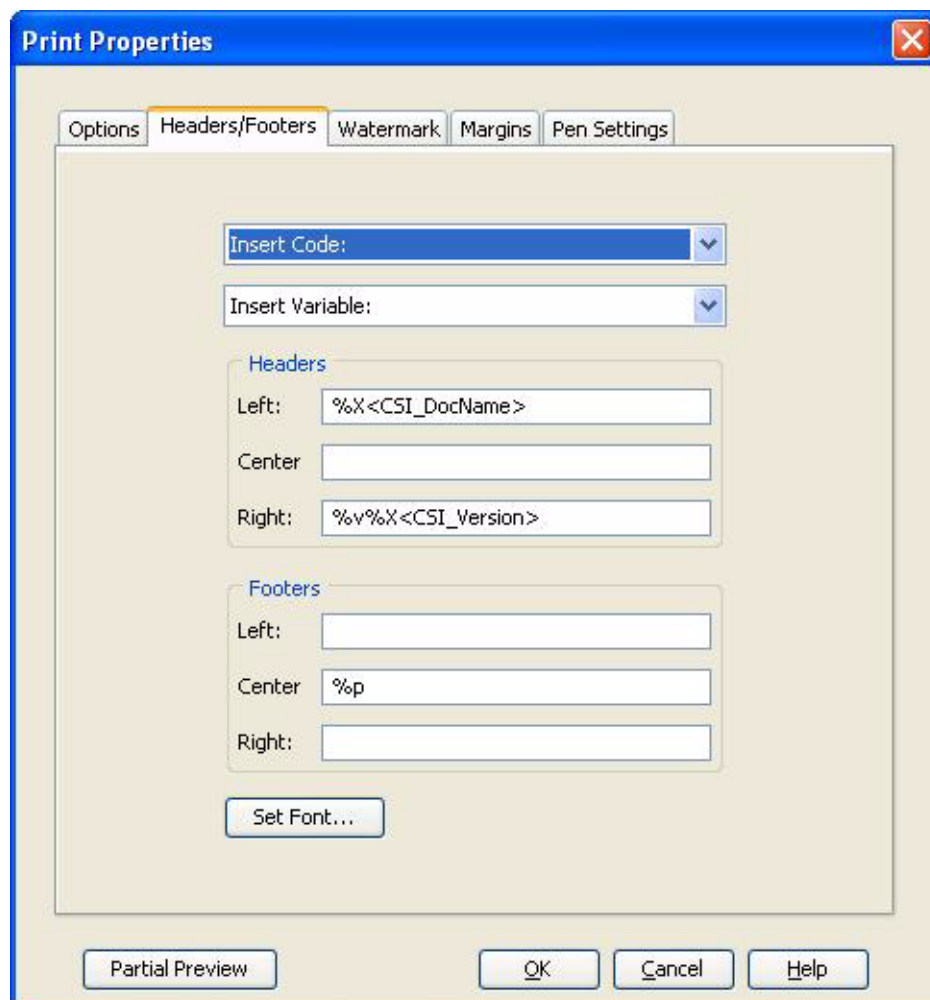 Print Properties
Options Headers/Footers Watermark Margins Pen Settings
Insert Code:
Insert Variable:
Headers
Left: %X<CSI_DocName>
Center
Right: %v%X<CSI_Version>
Footers
Left:
Center %p
Right:
Set Font...
Partial Preview OK Cancel Help